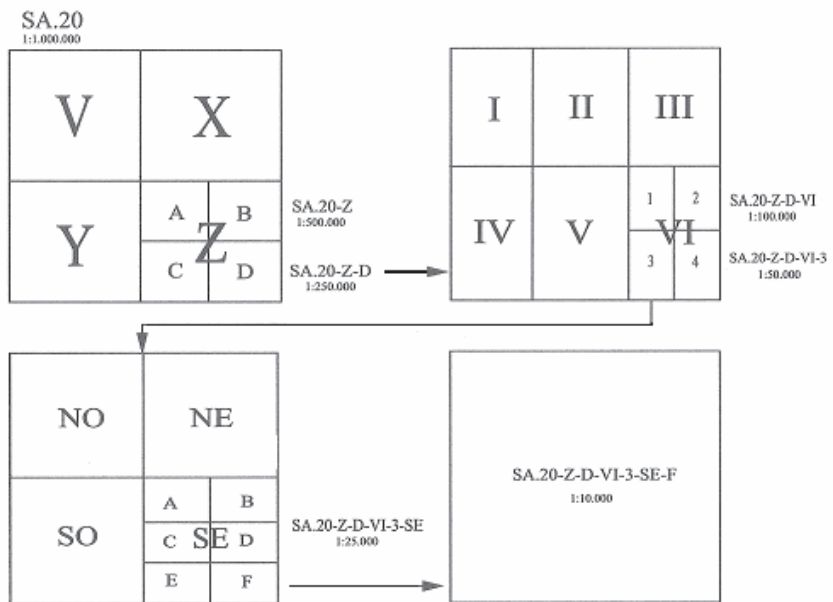 SA.20
1:1.000.000
V X
Y Z
A B
C D
SA.20-Z
1:500.000
SA.20-Z-D
1:250.000
I II III
IV V VI
1 2
3 4
SA.20-Z-D-VI
1:100.000
SA.20-Z-D-VI-3
1:50.000
NO NE
SO SE
A B
C D
E F
SA.20-Z-D-VI-3-SE
1:25.000
SA.20-Z-D-VI-3-SE-F
1:10.000